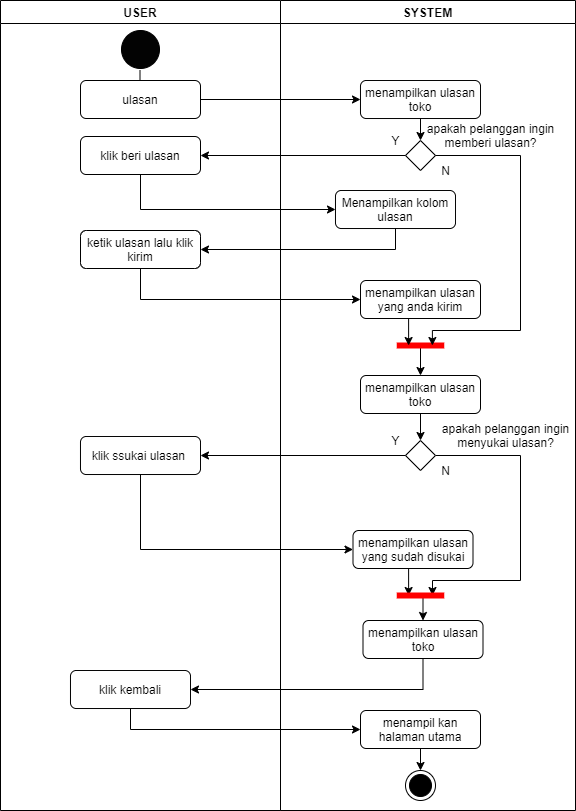 USER
SYSTEM
ulasan
menampilkan ulasan
toko
apakah pelanggan ingin
memberi ulasan?
Y
N
klik beri ulasan
Menampilkan kolom
ulasan
ketik ulasan lalu klik
kirim
menampilkan ulasan
yang anda kirim
menampilkan ulasan
toko
apakah pelanggan ingin
menyukai ulasan?
Y
N
klik ssukai ulasan
menampilkan ulasan
yang sudah disukai
menampilkan ulasan
toko
klik kembali
menampil kan
halaman utama